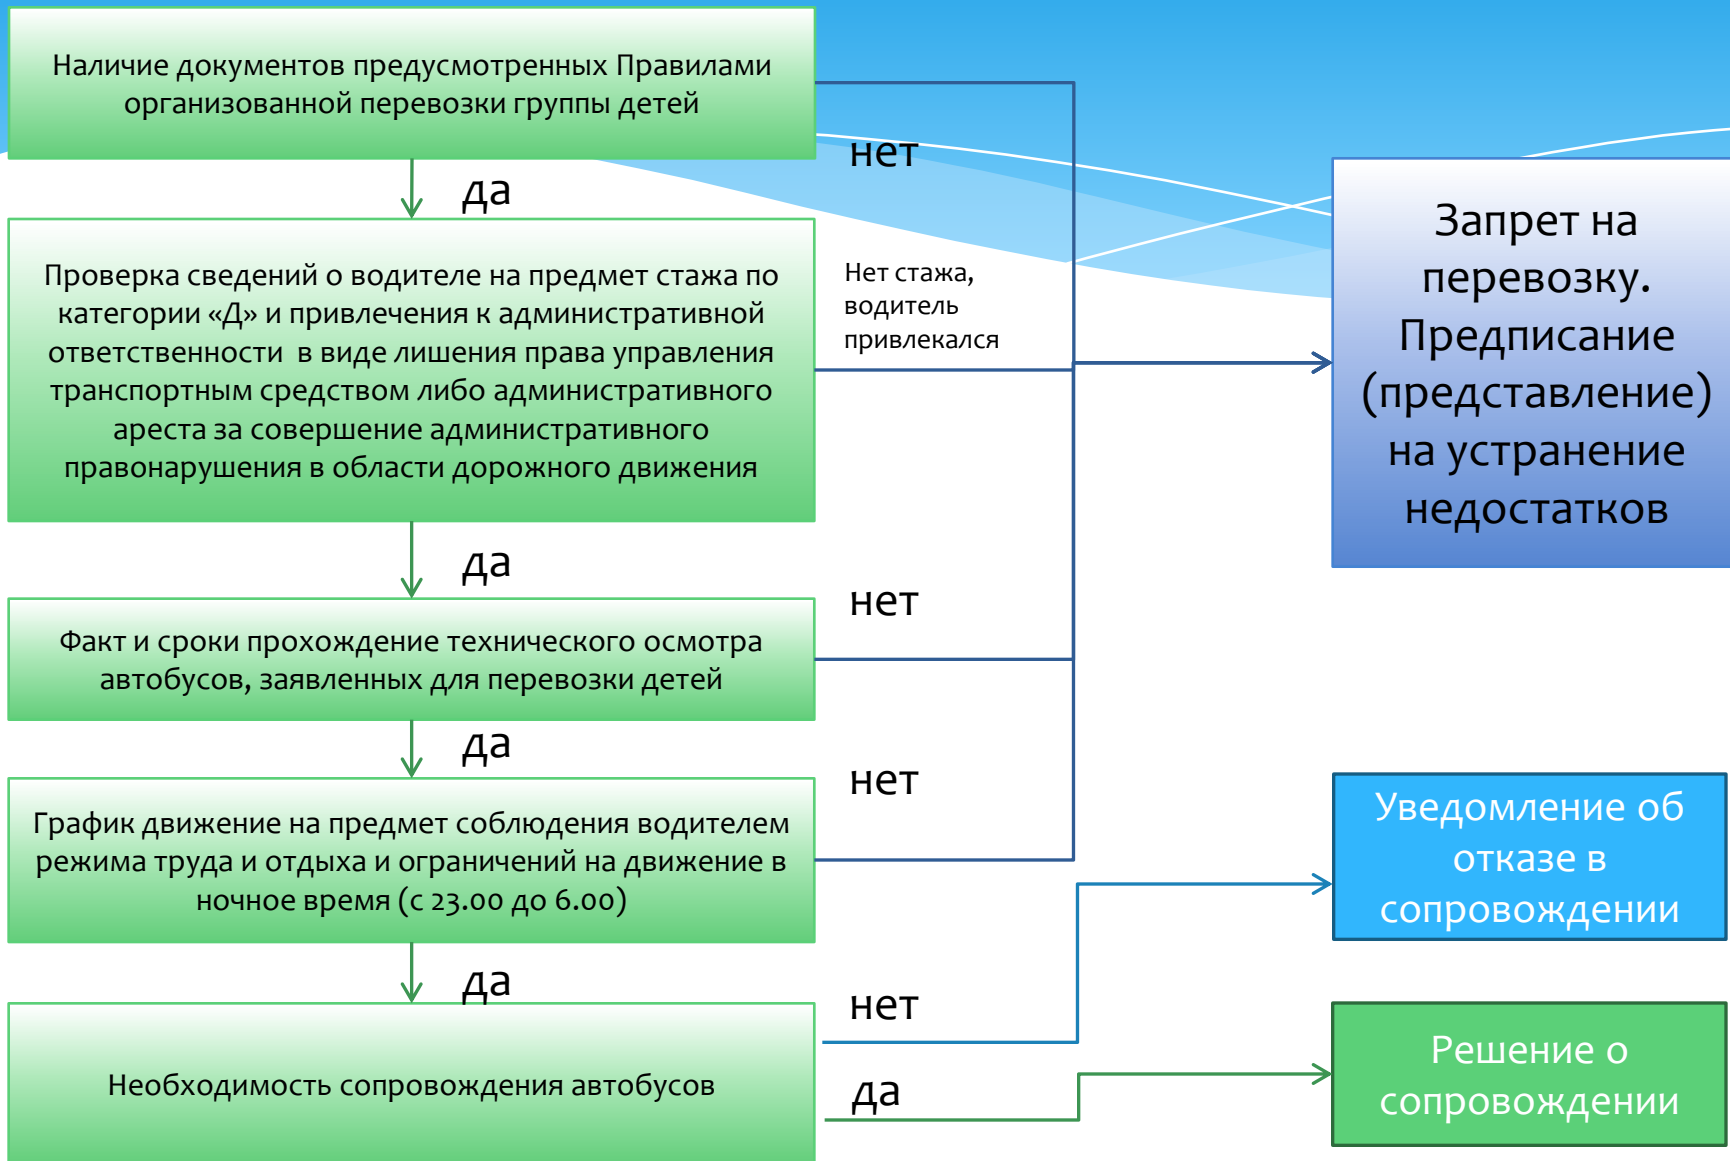 Наличие документов предусмотренных Правилами
организованной перевозки группы детей
нет
да
Проверка сведений о водителе на предмет стажа по
категории «Д» и привлечения к административной
ответственности в виде лишения права управления
транспортным средством либо административного
ареста за совершение административного
правонарушения в области дорожного движения
Нет стажа,
водитель
привлекался
Запрет на
перевозку.
Предписание
(представление)
на устранение
недостатков
да
нет
Факт и сроки прохождение технического осмотра
автобусов, заявленных для перевозки детей
да
нет
График движение на предмет соблюдения водителем
режима труда и отдыха и ограничений на движение в
ночное время (с 23.00 до 6.00)
Уведомление об
отказе в
сопровождении
да
нет
Необходимость сопровождения автобусов
да
Решение о
сопровождении